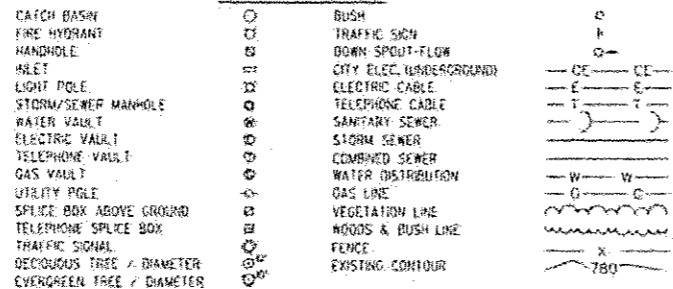 CATCH BASIN
FIRE HYDRANT
HANDHOLE
INLET
LIGHT POLE
STORM/SEWER MANHOLE
WATER VAULT
ELECTRIC VAULT
TELEPHONE VAULT
GAS VAULT
UTILITY POLE
SPLICE BOX ABOVE GROUND
TELEPHONE SPLICE BOX
TRAFFIC SIGNAL
DECIDUOUS TREE / DIAMETER
EVERGREEN TREE / DIAMETER
BUSH
TRAFFIC SIGN
DOWN SPOUT-FLOW
CITY ELEC. (UNDERGROUND) CE CE
ELECTRIC CABLE E E
TELEPHONE CABLE T T
SANITARY SEWER
STORM SEWER
COMBINED SEWER
WATER DISTRIBUTION W W
GAS LINE G G
VEGETATION LINE
WOODS & BUSH LINE
FENCE X
EXISTING CONTOUR 780